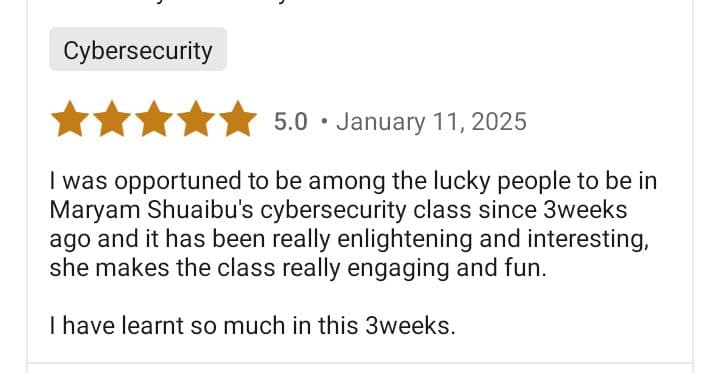 Cybersecurity
5.0 • January 11, 2025
I was opportuned to be among the lucky people to be in
Maryam Shuaibu's cybersecurity class since 3weeks
ago and it has been really enlightening and interesting,
she makes the class really engaging and fun.
I have learnt so much in this 3weeks.